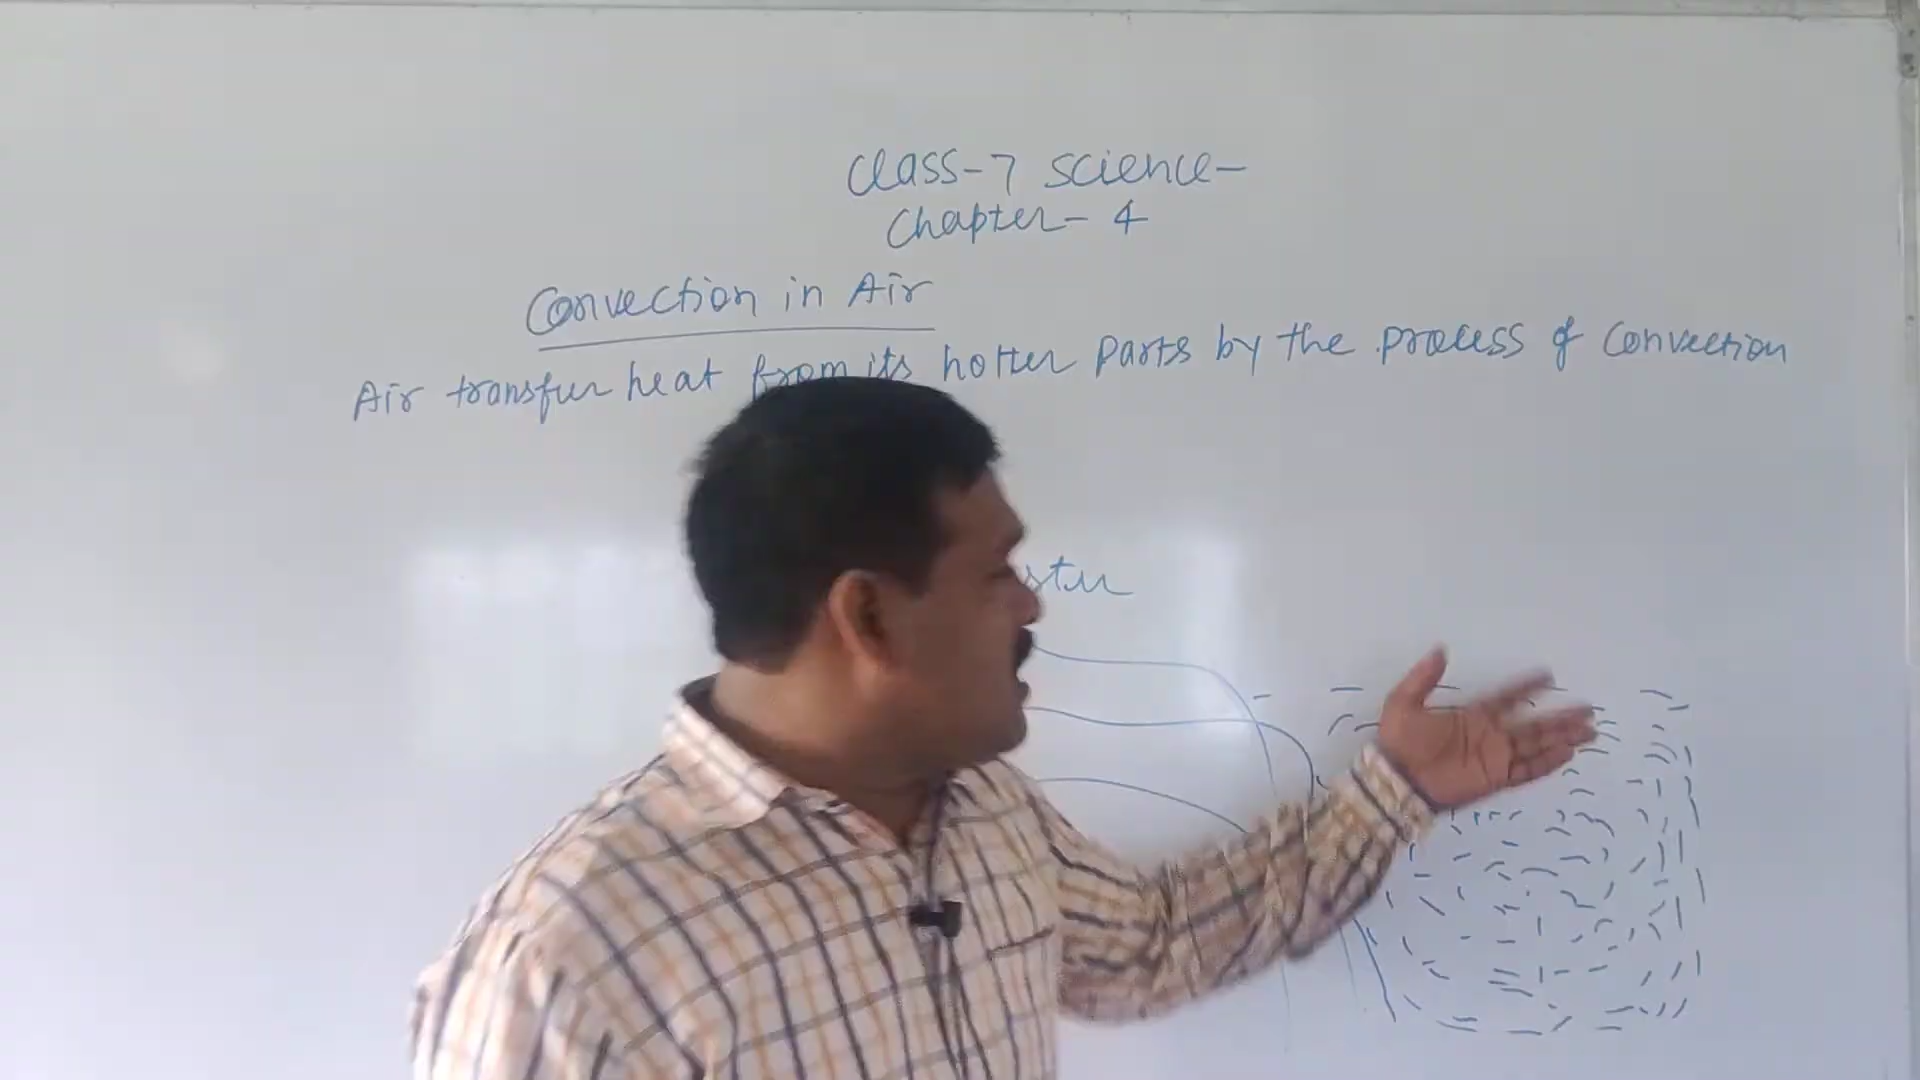 Class-7 Science-
Chapter-4
Convection in Air
Air transfer heat from its hotter parts by the process of convection